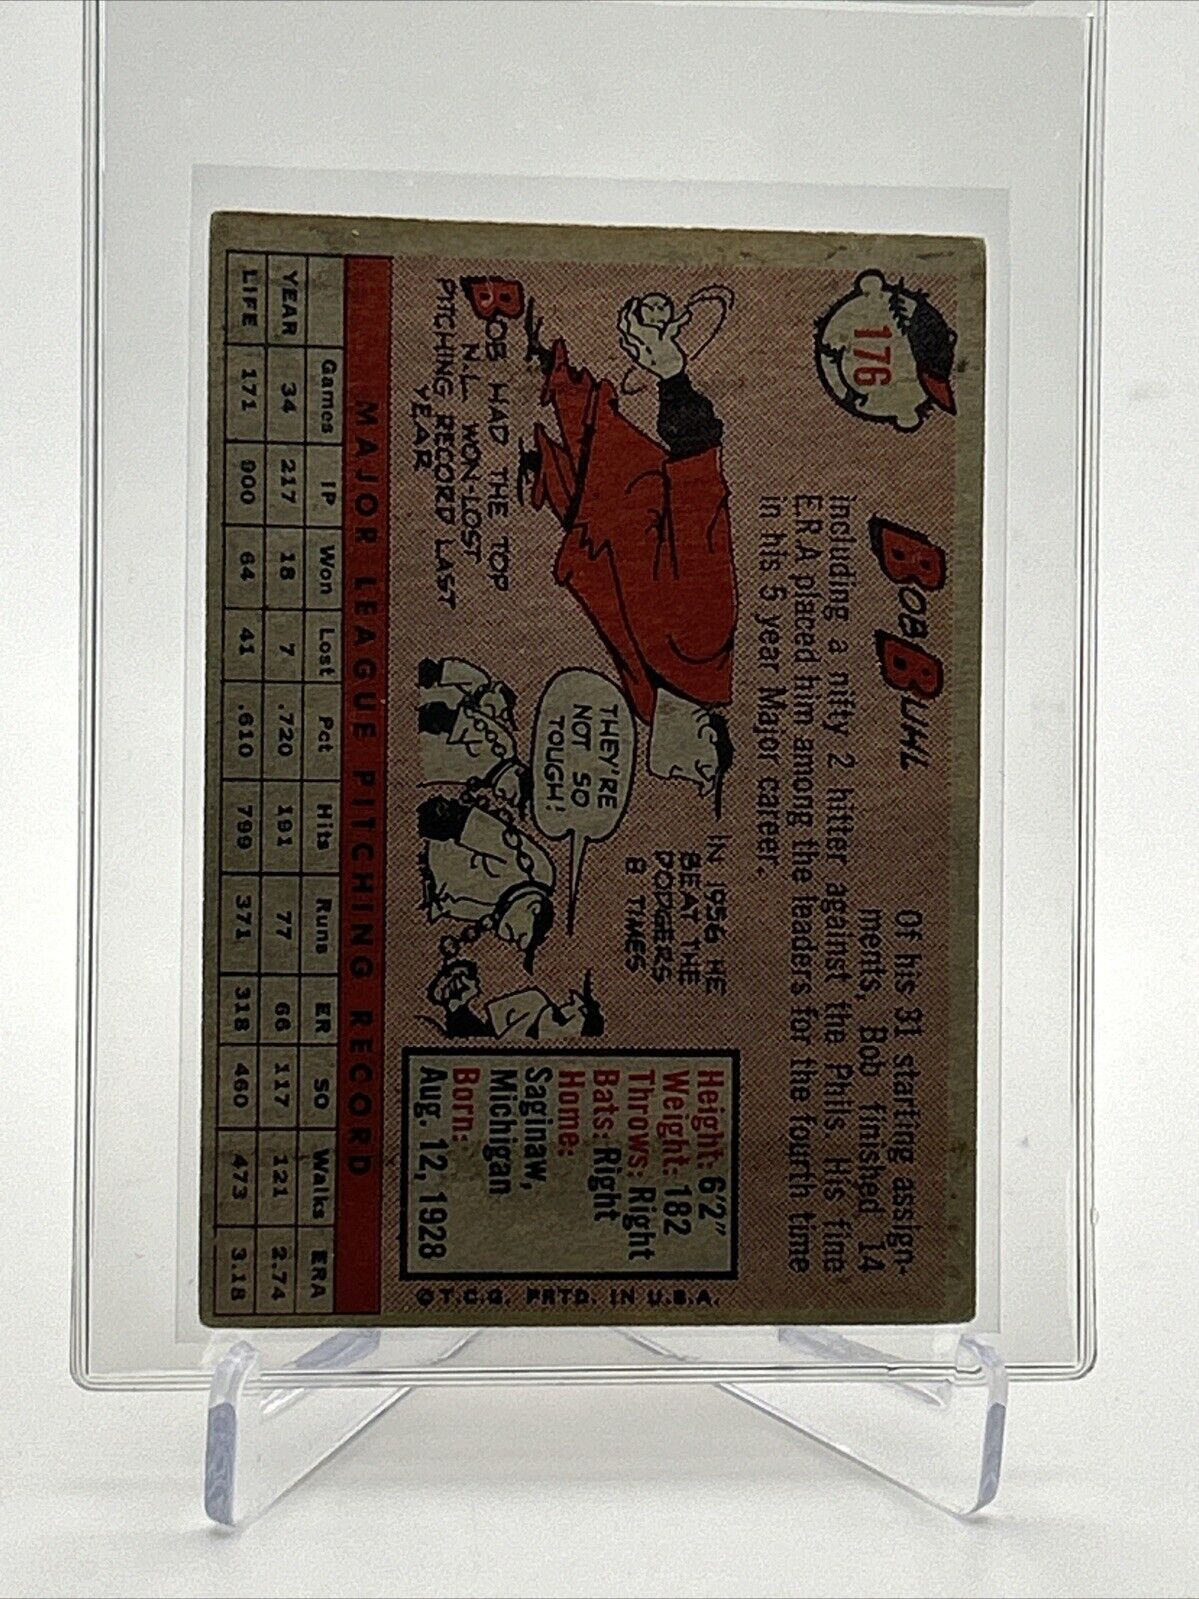 176
BOB BUHL
Of his 31 starting assign-
ments, Bob finished 14
including a nifty 2 hitter against the Phils. His fine
ERA placed him among the leaders for the fourth time
in his 5 year Major career.
BOB HAD THE TOP
N.L. WON-LOST
PITCHING RECORD LAST
YEAR
IN 1956 HE
BEAT THE
DODGERS
8 TIMES
THEY'RE
NOT SO
TOUGH!
Height: 6'2"
Weight: 182
Throws: Right
Bats: Right
Home:
Saginaw,
Michigan
Born:
Aug. 12, 1928
© T.C.G. PRTD. IN U.S.A.
MAJOR LEAGUE PITCHING RECORD
Games IP Won Lost Pct Hits Runs ER SO Walks ERA
YEAR 34 217 18 7 .720 191 77 66 117 121 2.74
LIFE 171 900 64 41 .610 799 371 318 460 473 3.18